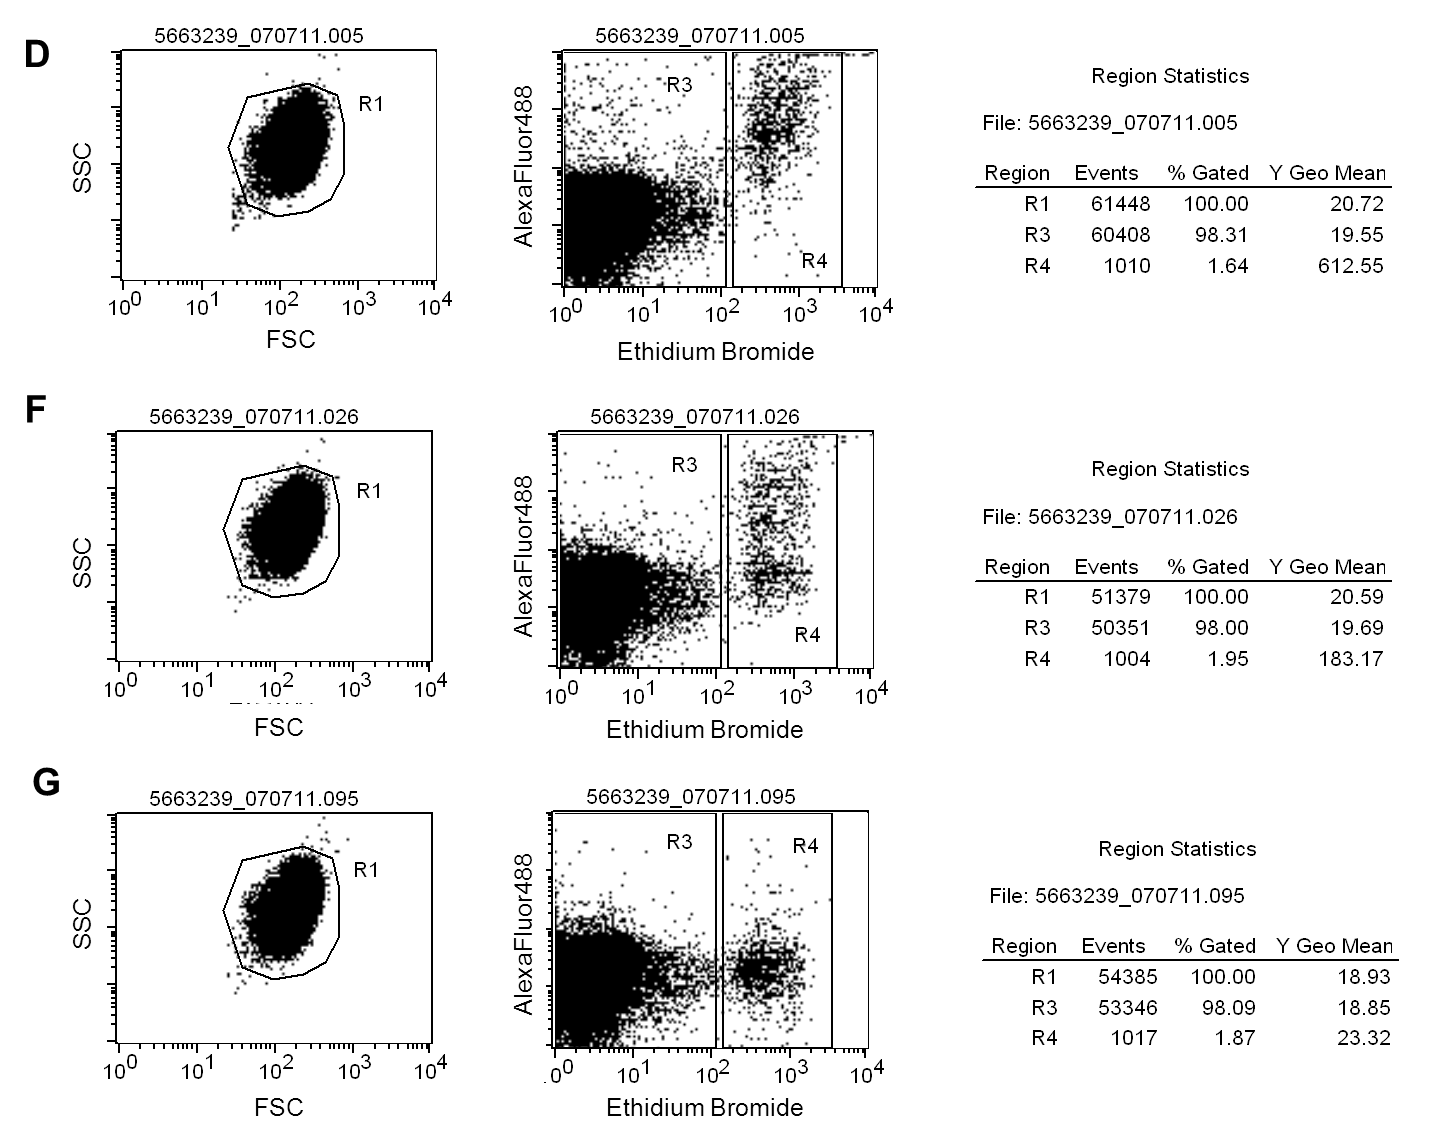 D
5663239_070711.005
R1
SSC
10^0 10^1 10^2 10^3 10^4
FSC
5663239_070711.005
R3
R4
AlexaFluor488
10^0 10^1 10^2 10^3 10^4
Ethidium Bromide
Region Statistics
File: 5663239_070711.005
Region Events % Gated Y Geo Mean
R1 61448 100.00 20.72
R3 60408 98.31 19.55
R4 1010 1.64 612.55
F
5663239_070711.026
R1
SSC
10^0 10^1 10^2 10^3 10^4
FSC
5663239_070711.026
R3
R4
AlexaFluor488
10^0 10^1 10^2 10^3 10^4
Ethidium Bromide
Region Statistics
File: 5663239_070711.026
Region Events % Gated Y Geo Mean
R1 51379 100.00 20.59
R3 50351 98.00 19.69
R4 1004 1.95 183.17
G
5663239_070711.095
R1
SSC
10^0 10^1 10^2 10^3 10^4
FSC
5663239_070711.095
R3 R4
AlexaFluor488
.0^0 10^1 10^2 10^3 10^4
Ethidium Bromide
Region Statistics
File: 5663239_070711.095
Region Events % Gated Y Geo Mean
R1 54385 100.00 18.93
R3 53346 98.09 18.85
R4 1017 1.87 23.32